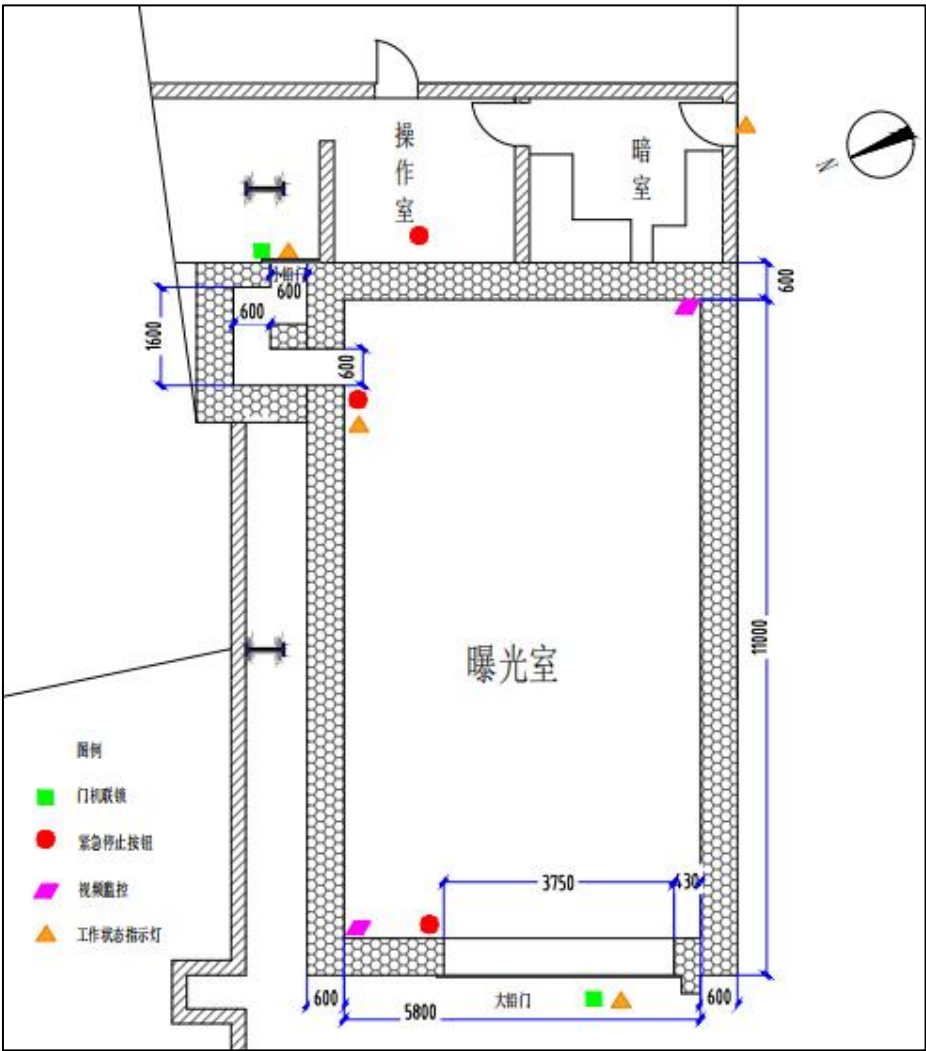 操作室
暗室
N
小铅门
600
600
600
1600
600
11000
曝光室
图例
门机联锁
紧急停止按钮
视频监控
工作状态指示灯
3750
430
大铅门
600
5800
600